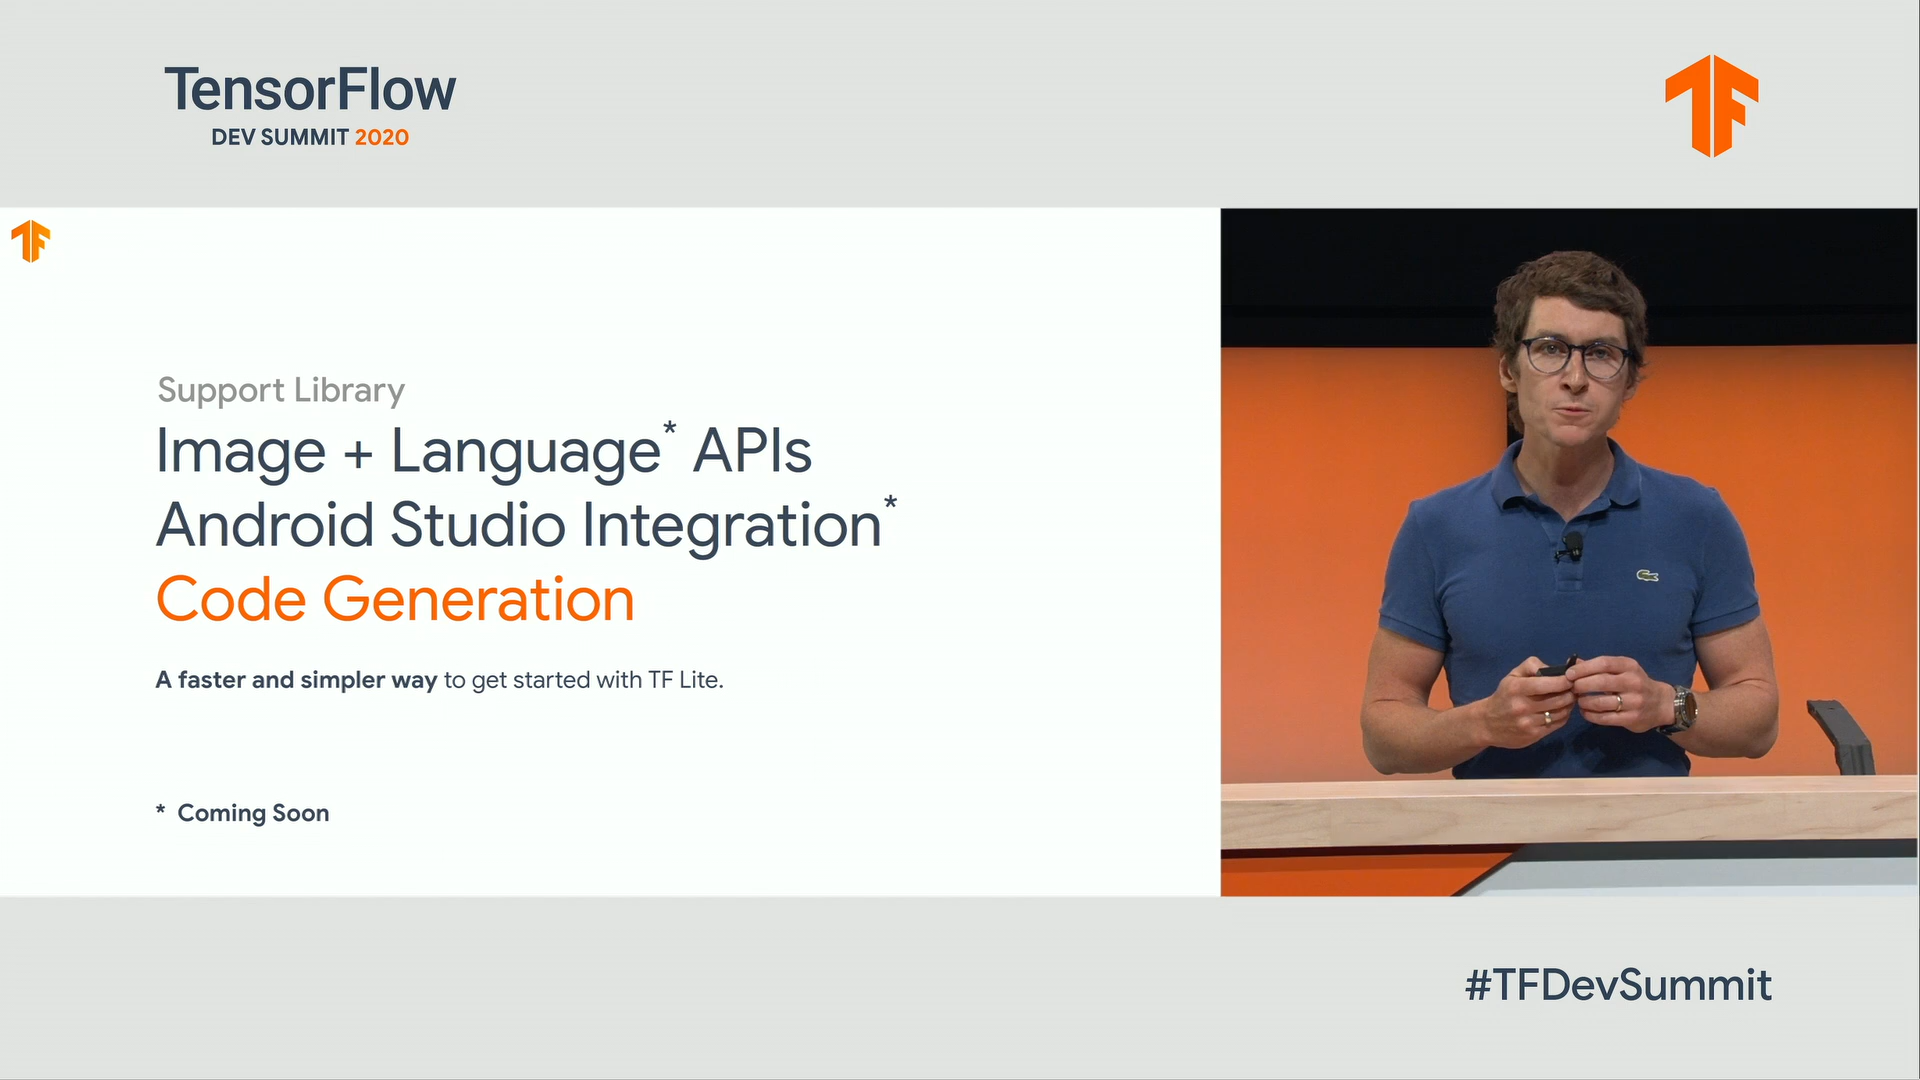 TensorFlow
DEV SUMMIT 2020
Support Library
Image + Language* APIs
Android Studio Integration*
Code Generation
A faster and simpler way to get started with TF Lite.
* Coming Soon
#TFDevSummit